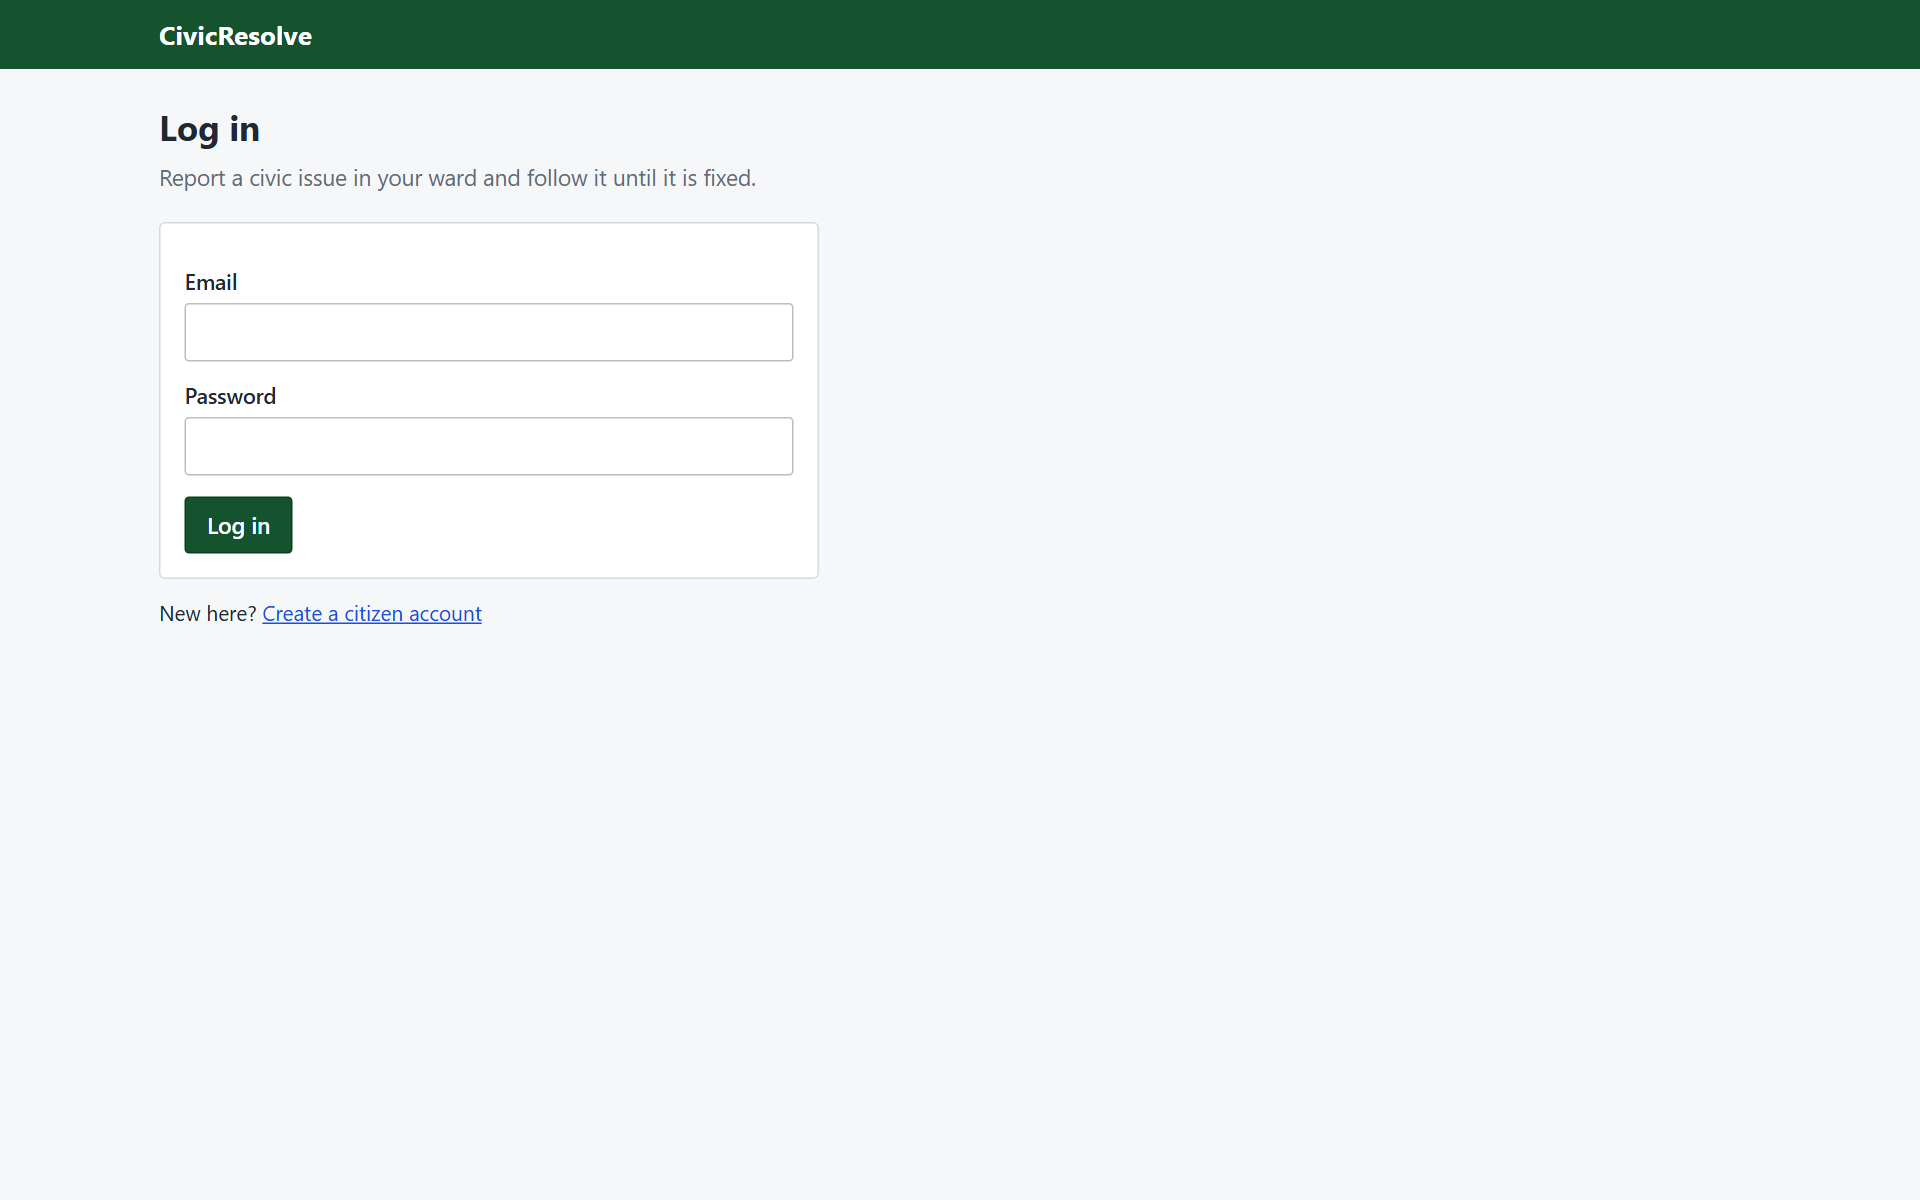 CivicResolve
Log in
Report a civic issue in your ward and follow it until it is fixed.
Email
Password
Log in
New here? Create a citizen account